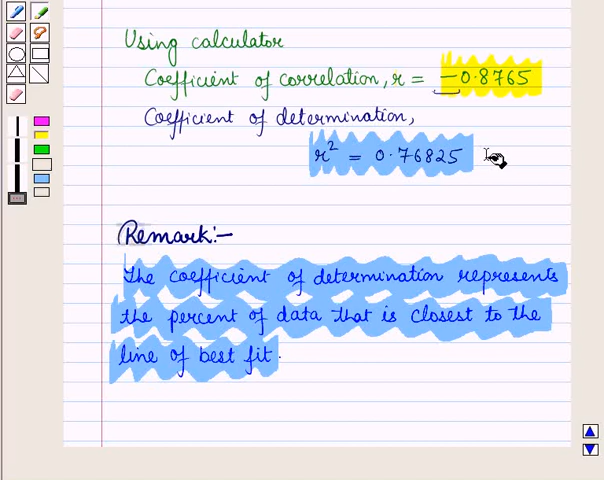 Using calculator
Coefficient of correlation, r = -0.8765
Coefficient of determination,
r² = 0.76825
Remark:-
The coefficient of determination represents
the percent of data that is closest to the
line of best fit.